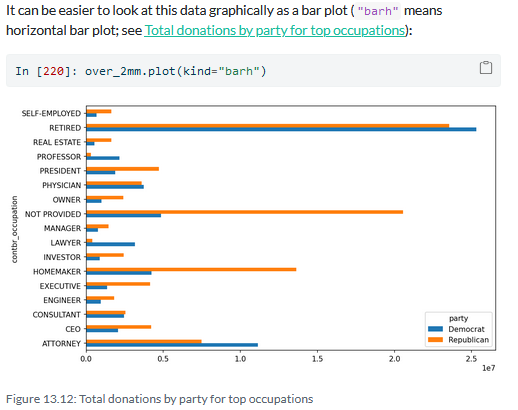 It can be easier to look at this data graphically as a bar plot ( "barh" means
horizontal bar plot; see Total donations by party for top occupations):
In [220]: over_2mm.plot(kind="barh")
contbr_occupation
SELF-EMPLOYED
RETIRED
REAL ESTATE
PROFESSOR
PRESIDENT
PHYSICIAN
OWNER
NOT PROVIDED
MANAGER
LAWYER
INVESTOR
HOMEMAKER
EXECUTIVE
ENGINEER
CONSULTANT
CEO
ATTORNEY
party
Democrat
Republican
0.0 0.5 1.0 1.5 2.0 2.5
1e7
Figure 13.12: Total donations by party for top occupations